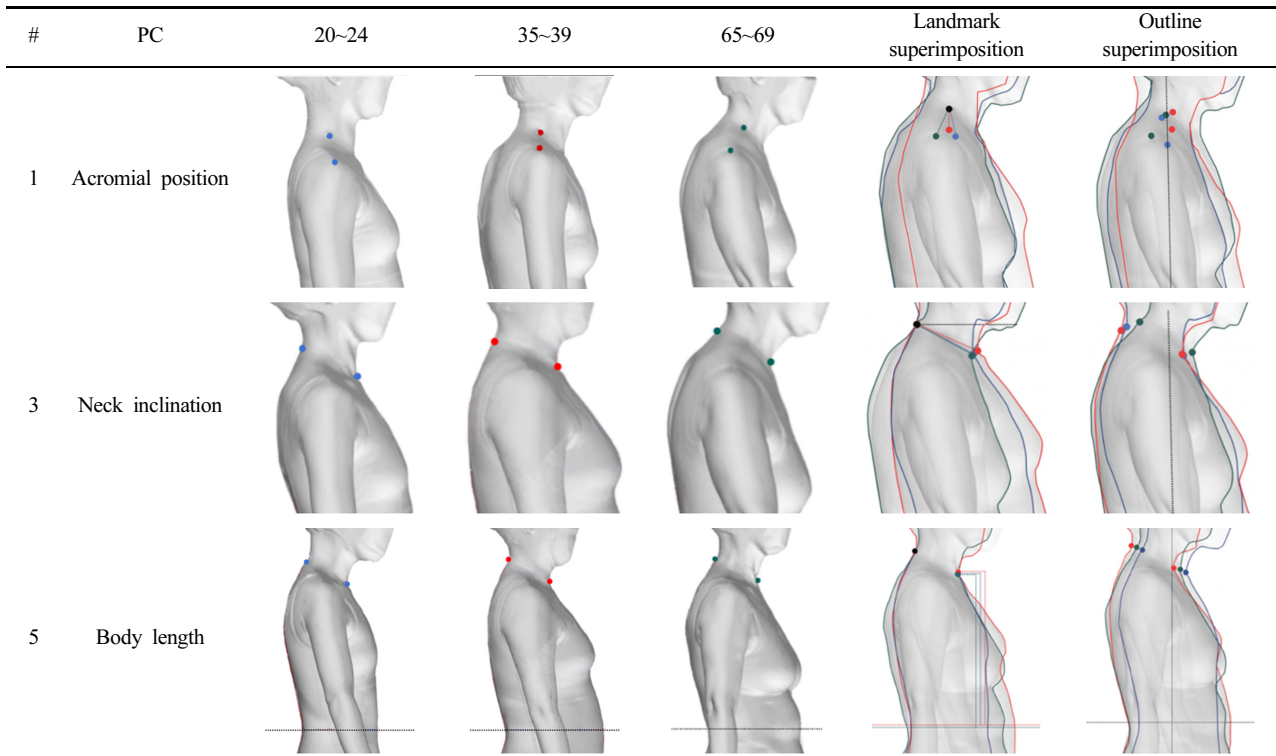 # PC 20~24 35~39 65~69 Landmark superimposition Outline superimposition
1 Acromial position
3 Neck inclination
5 Body length